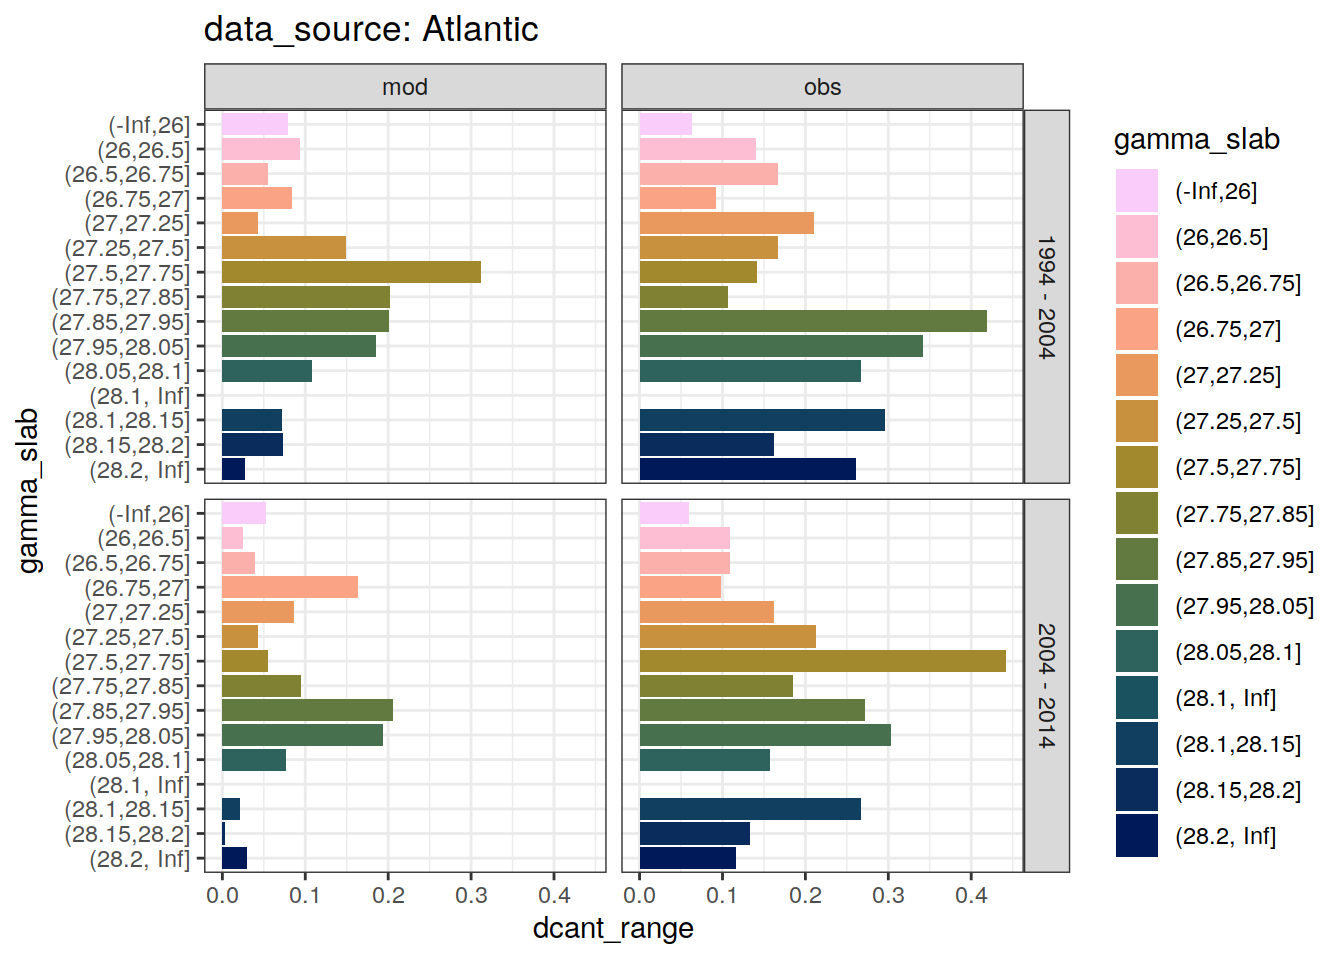 data_source: Atlantic
mod
obs
(-Inf,26]
(26,26.5]
(26.5,26.75]
(26.75,27]
(27,27.25]
(27.25,27.5]
(27.5,27.75]
(27.75,27.85]
(27.85,27.95]
(27.95,28.05]
(28.05,28.1]
(28.1, Inf]
(28.1,28.15]
(28.15,28.2]
(28.2, Inf]
1994 - 2004
(-Inf,26]
(26,26.5]
(26.5,26.75]
(26.75,27]
(27,27.25]
(27.25,27.5]
(27.5,27.75]
(27.75,27.85]
(27.85,27.95]
(27.95,28.05]
(28.05,28.1]
(28.1, Inf]
(28.1,28.15]
(28.15,28.2]
(28.2, Inf]
2004 - 2014
gamma_slab
0.0 0.1 0.2 0.3 0.4
0.0 0.1 0.2 0.3 0.4
dcant_range
gamma_slab
(-Inf,26]
(26,26.5]
(26.5,26.75]
(26.75,27]
(27,27.25]
(27.25,27.5]
(27.5,27.75]
(27.75,27.85]
(27.85,27.95]
(27.95,28.05]
(28.05,28.1]
(28.1, Inf]
(28.1,28.15]
(28.15,28.2]
(28.2, Inf]